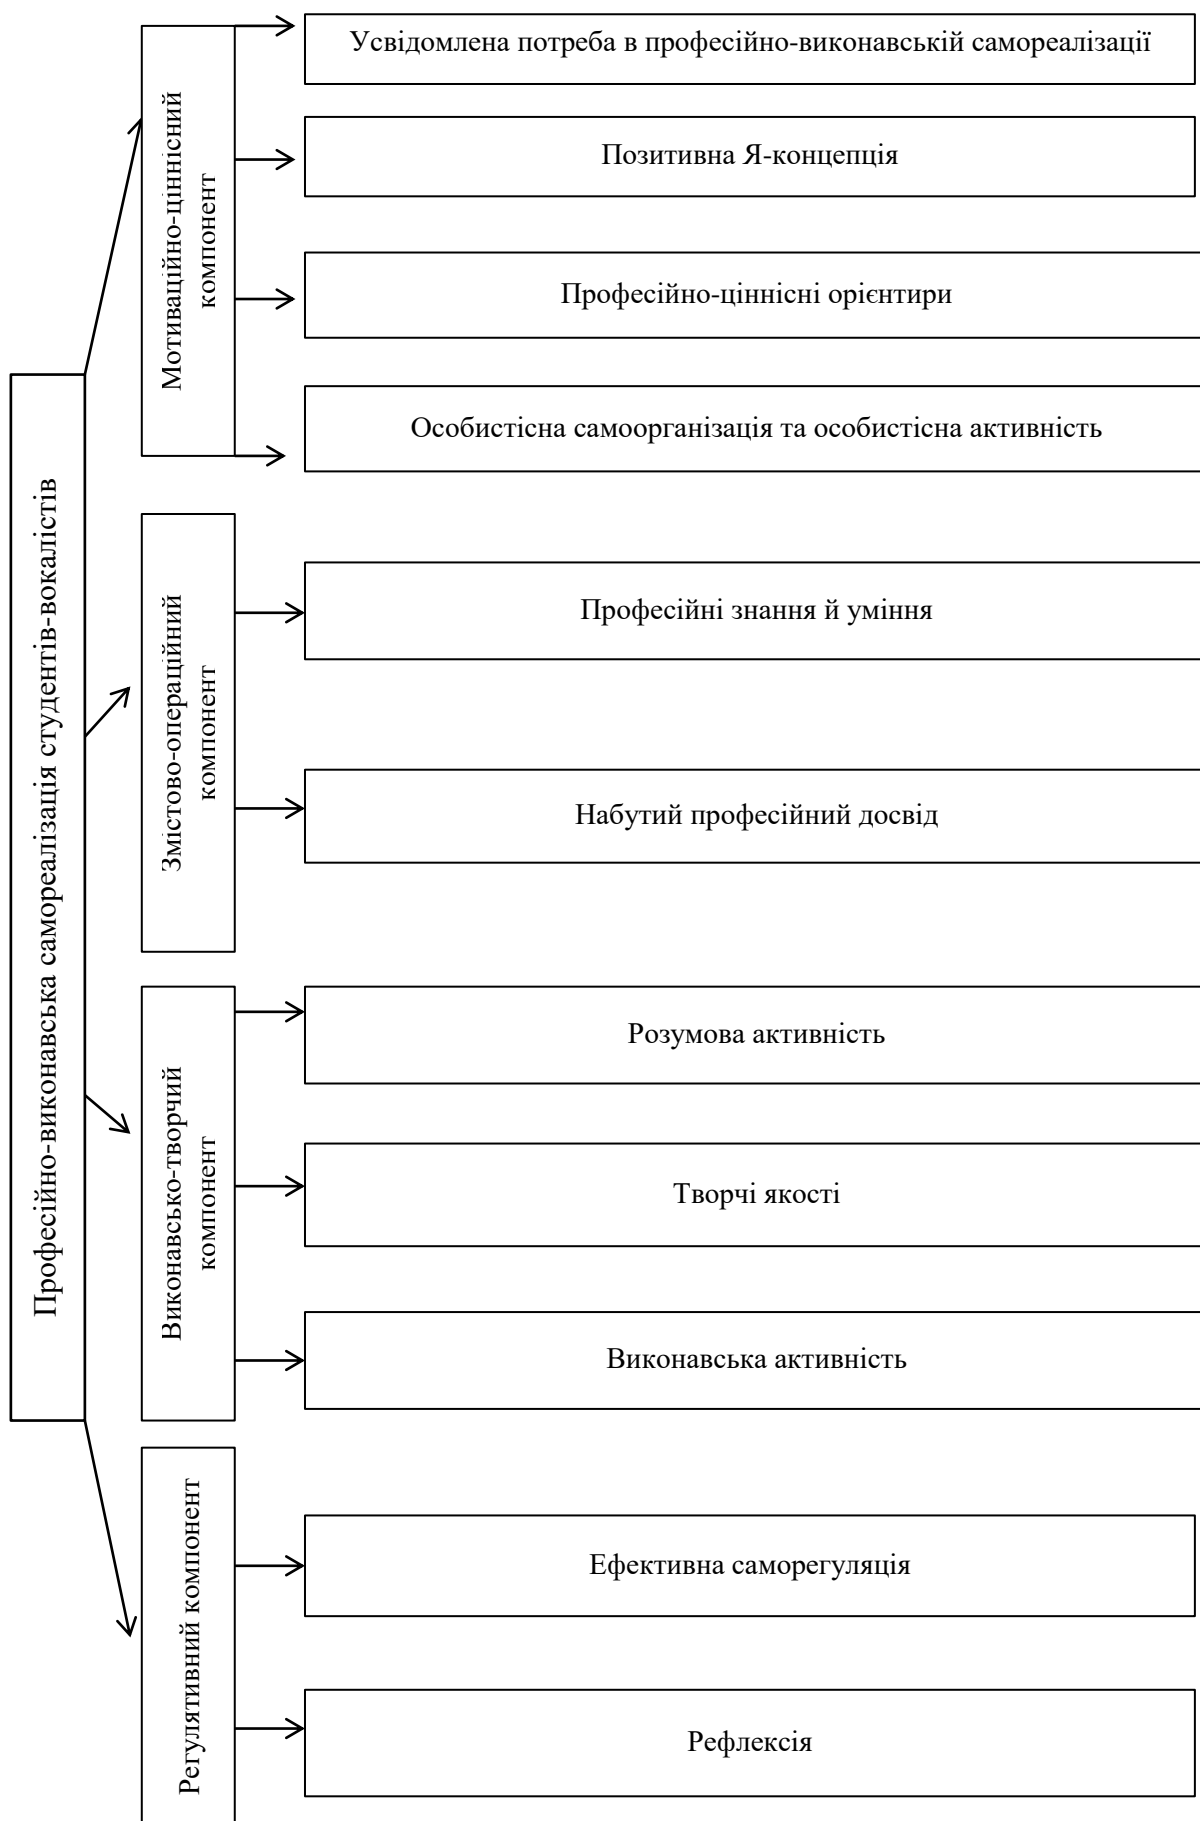 Професійно-виконавська самореалізація студентів-вокалістів
Мотиваційно-ціннісний
компонент
Усвідомлена потреба в професійно-виконавській самореалізації
Позитивна Я-концепція
Професійно-ціннісні орієнтири
Особистісна самоорганізація та особистісна активність
Змістово-операційний
компонент
Професійні знання й уміння
Набутий професійний досвід
Виконавсько-творчий
компонент
Розумова активність
Творчі якості
Виконавська активність
Регулятивний компонент
Ефективна саморегуляція
Рефлексія